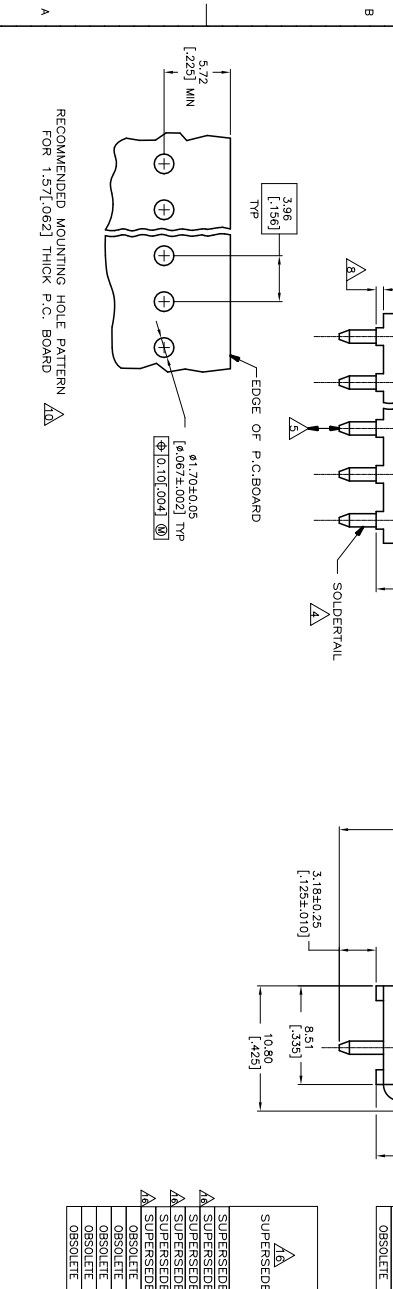 B
A
8
5
SOLDERTAIL
4
3.96
[.156]
TYP
5.72
[.225] MIN
EDGE OF P.C.BOARD
⌀1.70±0.05
[⌀.067±.002] TYP
⌖ 0.10[.004] Ⓜ
RECOMMENDED MOUNTING HOLE PATTERN
FOR 1.57[.062] THICK P.C. BOARD
10
3.18±0.25
[.125±.010]
8.51
[.335]
10.80
[.425]
OBSOLETE
16
SUPERSEDE
SUPERSEDE
16 SUPERSEDE
SUPERSEDE
16 SUPERSEDE
SUPERSEDE
16 SUPERSEDE
OBSOLETE
OBSOLETE
OBSOLETE
OBSOLETE
OBSOLETE